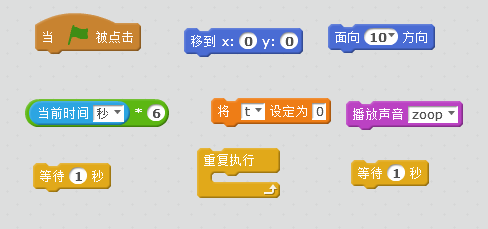 当 被点击
移到 x: 0 y: 0
面向 10 方向
当前时间 秒 * 6
将 t 设定为 0
播放声音 zoop
等待 1 秒
重复执行
等待 1 秒